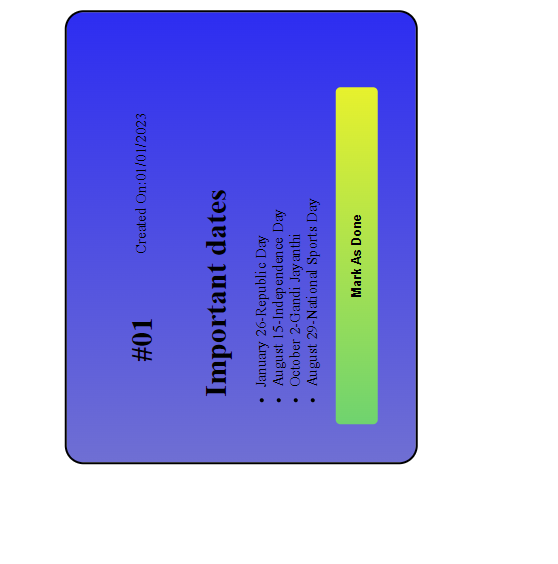 #01
Created On:01/01/2023
Important dates
• January 26-Republic Day
• August 15-Independence Day
• October 2-Gandi Jayanthi
• August 29-National Sports Day
Mark As Done